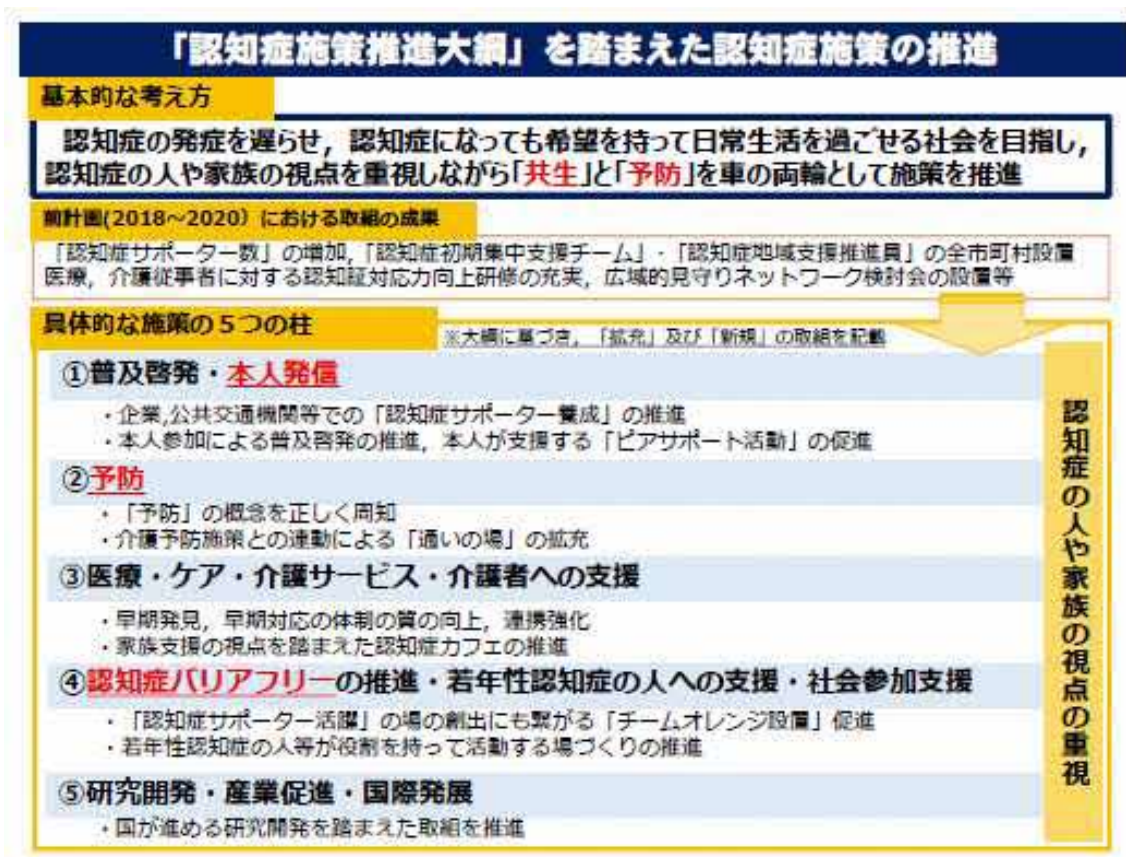 「認知症施策推進大綱」を踏まえた認知症施策の推進
基本的な考え方
認知症の発症を遅らせ，認知症になっても希望を持って日常生活を過ごせる社会を目指し，
認知症の人や家族の視点を重視しながら「共生」と「予防」を車の両輪として施策を推進
前計画(2018～2020）における取組の成果
「認知症サポーター数」の増加，「認知症初期集中支援チーム」・「認知症地域支援推進員」の全市町村設置
医療，介護従事者に対する認知証対応力向上研修の充実，広域的見守りネットワーク検討会の設置等
具体的な施策の５つの柱
※大綱に基づき，「拡充」及び「新規」の取組を記載
①普及啓発・本人発信
・企業,公共交通機関等での「認知症サポーター養成」の推進
・本人参加による普及啓発の推進，本人が支援する「ピアサポート活動」の促進
②予防
・「予防」の概念を正しく周知
・介護予防施策との連動による「通いの場」の拡充
③医療・ケア・介護サービス・介護者への支援
・早期発見，早期対応の体制の質の向上，連携強化
・家族支援の視点を踏まえた認知症カフェの推進
④認知症バリアフリーの推進・若年性認知症の人への支援・社会参加支援
・「認知症サポーター活躍」の場の創出にも繋がる「チームオレンジ設置」促進
・若年性認知症の人等が役割を持って活動する場づくりの推進
⑤研究開発・産業促進・国際発展
・国が進める研究開発を踏まえた取組を推進
認知症の人や家族の視点の重視